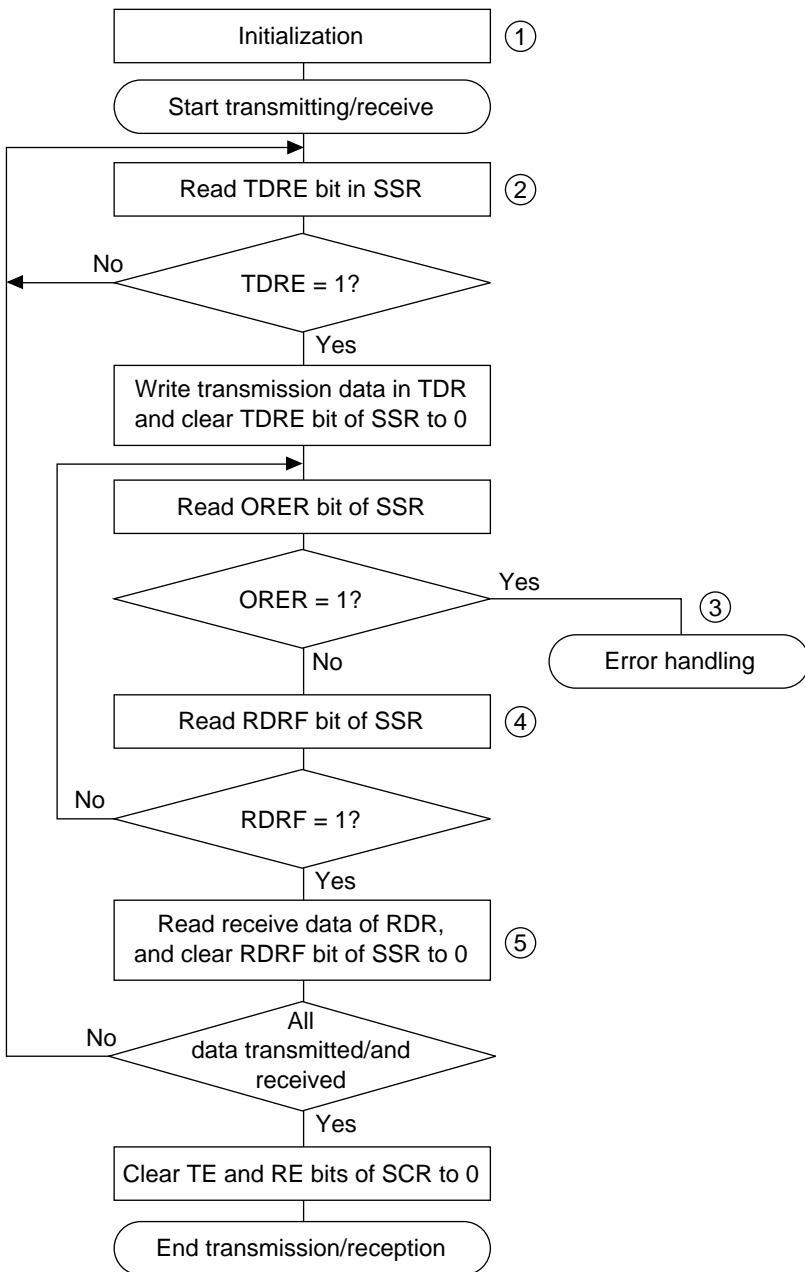 Initialization
①
Start transmitting/receive
Read TDRE bit in SSR
②
No
TDRE = 1?
Yes
Write transmission data in TDR
and clear TDRE bit of SSR to 0
Read ORER bit of SSR
ORER = 1?
Yes
③
Error handling
No
Read RDRF bit of SSR
④
No
RDRF = 1?
Yes
Read receive data of RDR,
and clear RDRF bit of SSR to 0
⑤
No
All
data transmitted/and
received
Yes
Clear TE and RE bits of SCR to 0
End transmission/reception